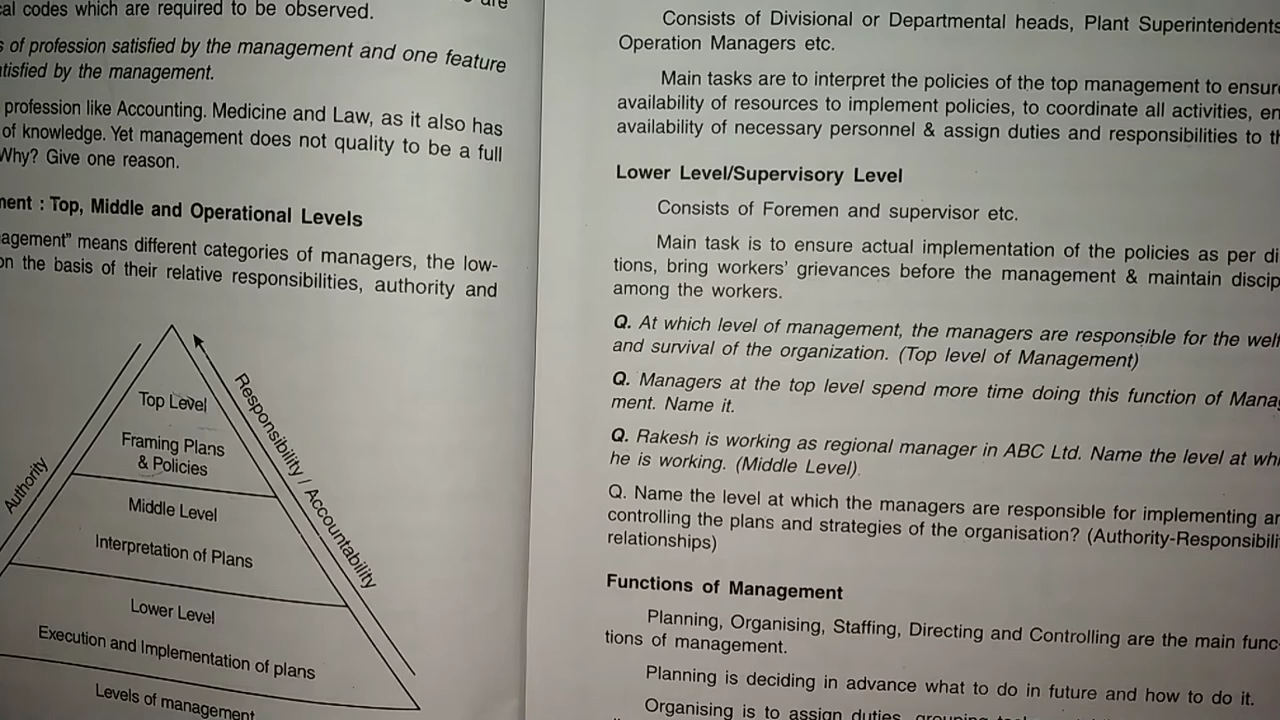 cal codes which are required to be observed.
s of profession satisfied by the management and one feature
atisfied by the management.
profession like Accounting. Medicine and Law, as it also has
of knowledge. Yet management does not quality to be a full
Why? Give one reason.
ment : Top, Middle and Operational Levels
agement" means different categories of managers, the low-
on the basis of their relative responsibilities, authority and
Top Level
Framing Plans
& Policies
Middle Level
Interpretation of Plans
Lower Level
Execution and Implementation of plans
Levels of management
Authority
Responsibility / Accountability
Consists of Divisional or Departmental heads, Plant Superintendents
Operation Managers etc.
Main tasks are to interpret the policies of the top management to ensure
availability of resources to implement policies, to coordinate all activities, en
availability of necessary personnel & assign duties and responsibilities to th
Lower Level/Supervisory Level
Consists of Foremen and supervisor etc.
Main task is to ensure actual implementation of the policies as per di
tions, bring workers' grievances before the management & maintain discip
among the workers.
Q. At which level of management, the managers are responsible for the welf
and survival of the organization. (Top level of Management)
Q. Managers at the top level spend more time doing this function of Mana
ment. Name it.
Q. Rakesh is working as regional manager in ABC Ltd. Name the level at whi
he is working. (Middle Level)
Q. Name the level at which the managers are responsible for implementing an
controlling the plans and strategies of the organisation? (Authority-Responsibili
relationships)
Functions of Management
Planning, Organising, Staffing, Directing and Controlling are the main func-
tions of management.
Planning is deciding in advance what to do in future and how to do it.
Organising is to assign duties, grouping